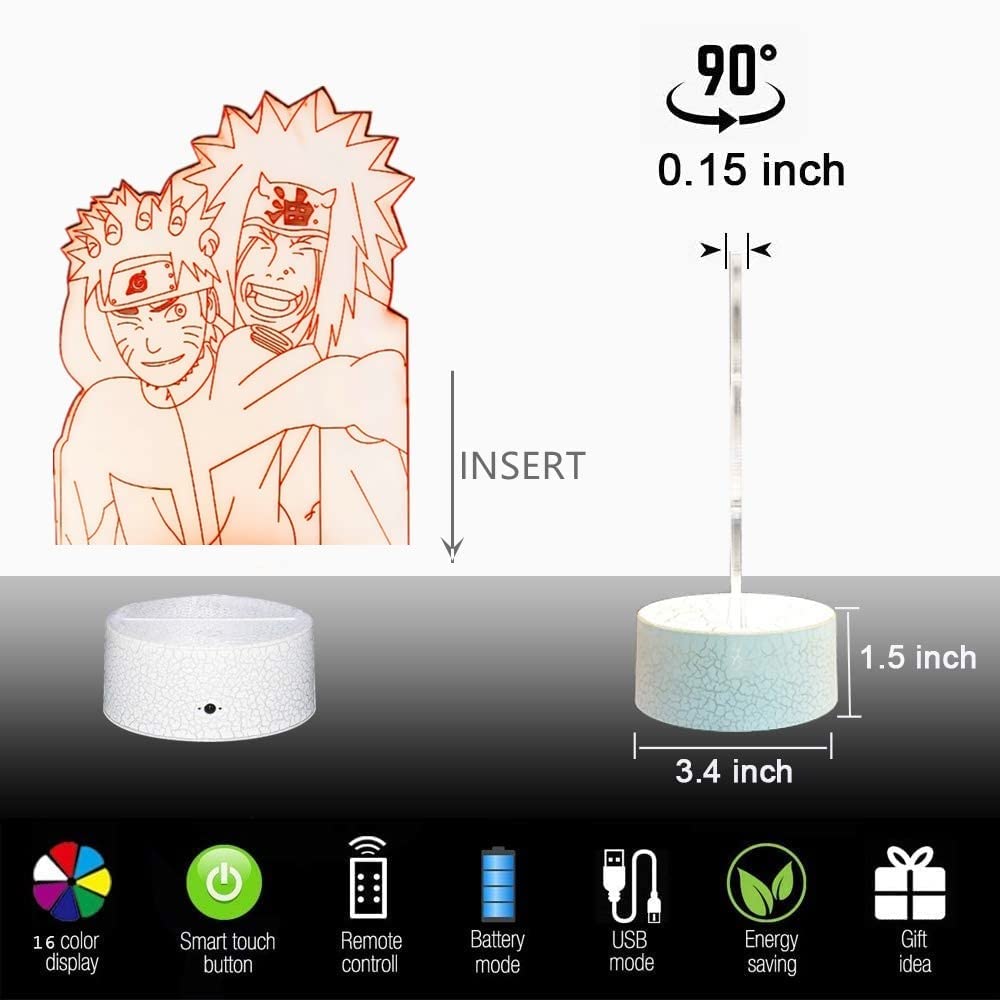 90°
0.15 inch
油
INSERT
1.5 inch
3.4 inch
16 color
display
Smart touch
button
Remote
controll
Battery
mode
USB
mode
Energy
saving
Gift
idea